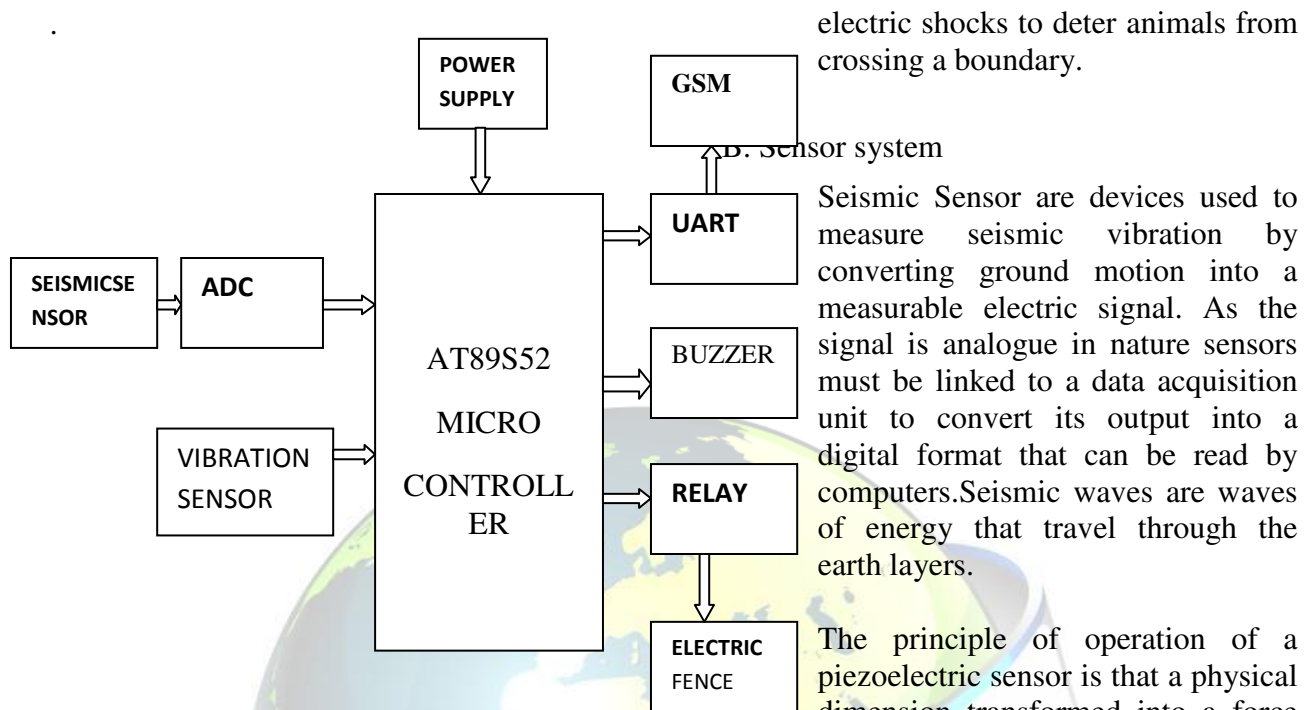 .
POWER
SUPPLY
GSM
UART
SEISMICSE
NSOR
ADC
AT89S52
MICRO
CONTROLL
ER
BUZZER
VIBRATION
SENSOR
RELAY
ELECTRIC
FENCE
electric shocks to deter animals from
crossing a boundary.
B. Sensor system
Seismic Sensor are devices used to
measure seismic vibration by
converting ground motion into a
measurable electric signal. As the
signal is analogue in nature sensors
must be linked to a data acquisition
unit to convert its output into a
digital format that can be read by
computers.Seismic waves are waves
of energy that travel through the
earth layers.
The principle of operation of a
piezoelectric sensor is that a physical
dimension transformed into a force